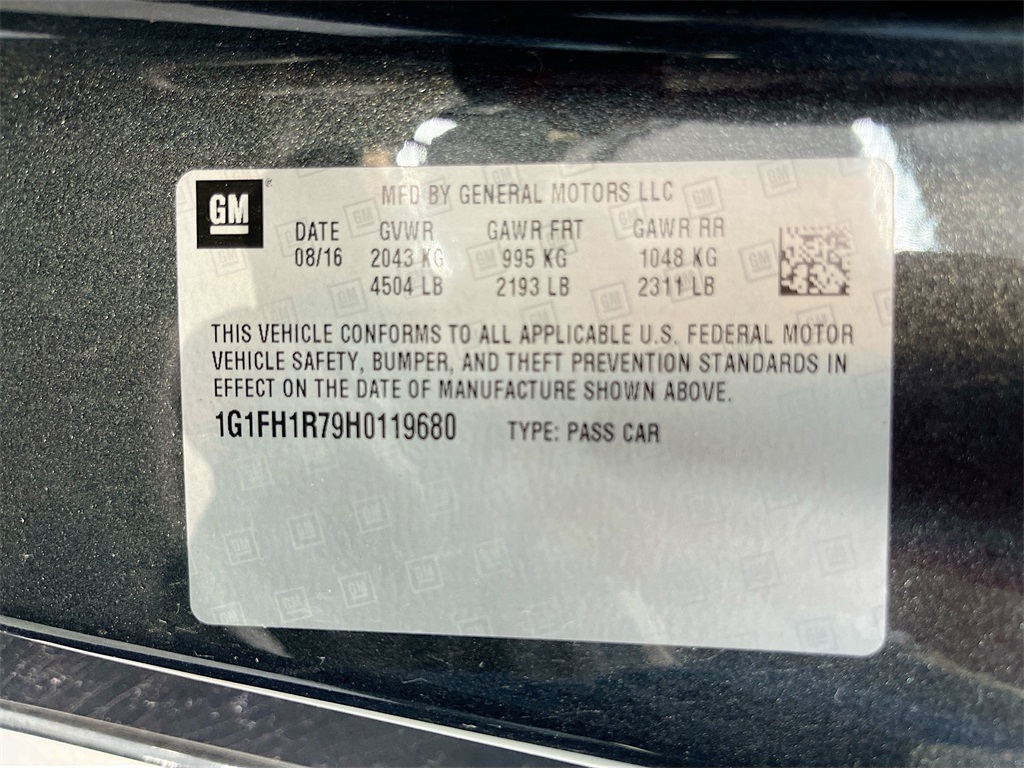 GM
MFD BY GENERAL MOTORS LLC
DATE GVWR GAWR FRT GAWR RR
08/16 2043 KG 995 KG 1048 KG
4504 LB 2193 LB 2311 LB
THIS VEHICLE CONFORMS TO ALL APPLICABLE U.S. FEDERAL MOTOR
VEHICLE SAFETY, BUMPER, AND THEFT PREVENTION STANDARDS IN
EFFECT ON THE DATE OF MANUFACTURE SHOWN ABOVE.
1G1FH1R79H0119680 TYPE: PASS CAR